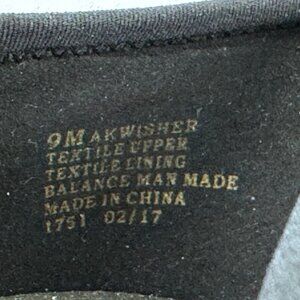 9M AKWISHER
TEXTILE UPPER
TEXTILE LINING
BALANCE MAN MADE
MADE IN CHINA
1751 02/17